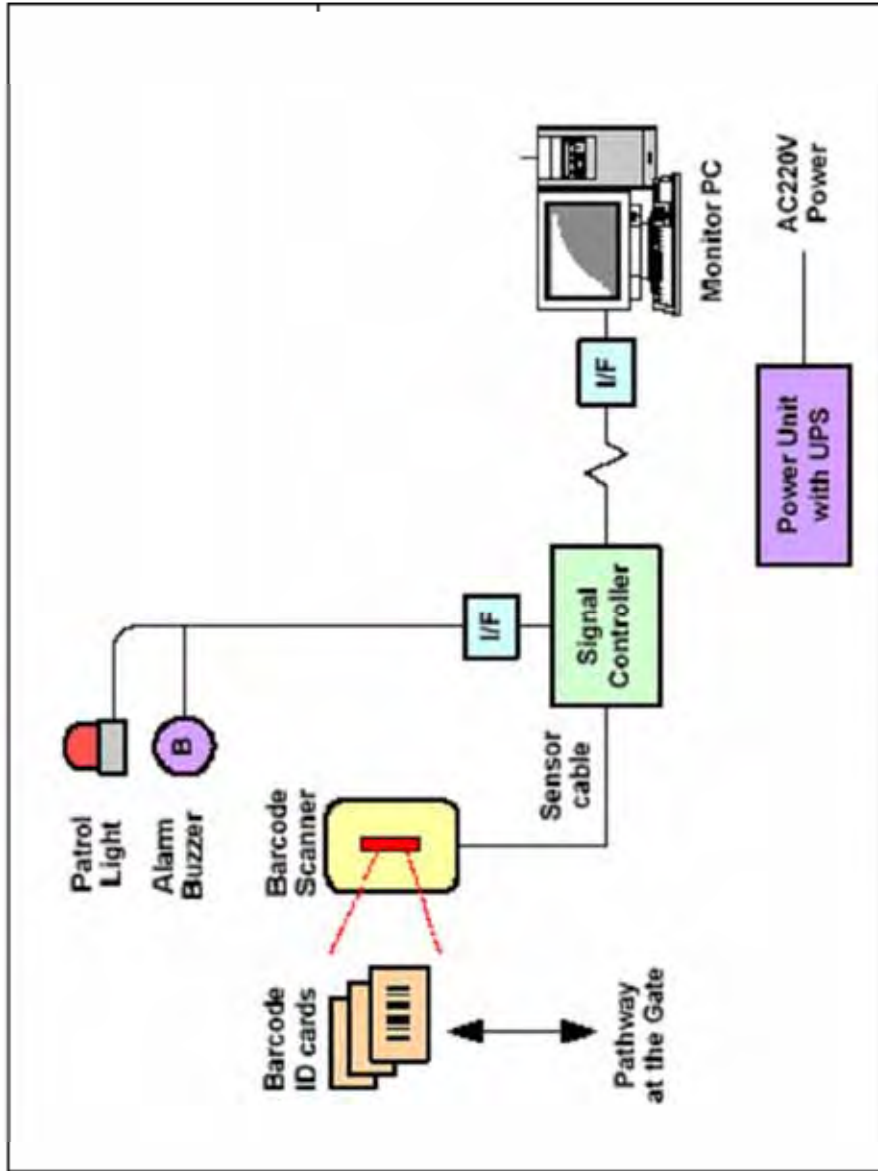 Patrol
Light
Alarm
Buzzer
B
Barcode
Scanner
Barcode
ID cards
Pathway
at the Gate
Sensor
cable
I/F
Signal
Controller
I/F
Monitor PC
Power Unit
with UPS
AC220V
Power